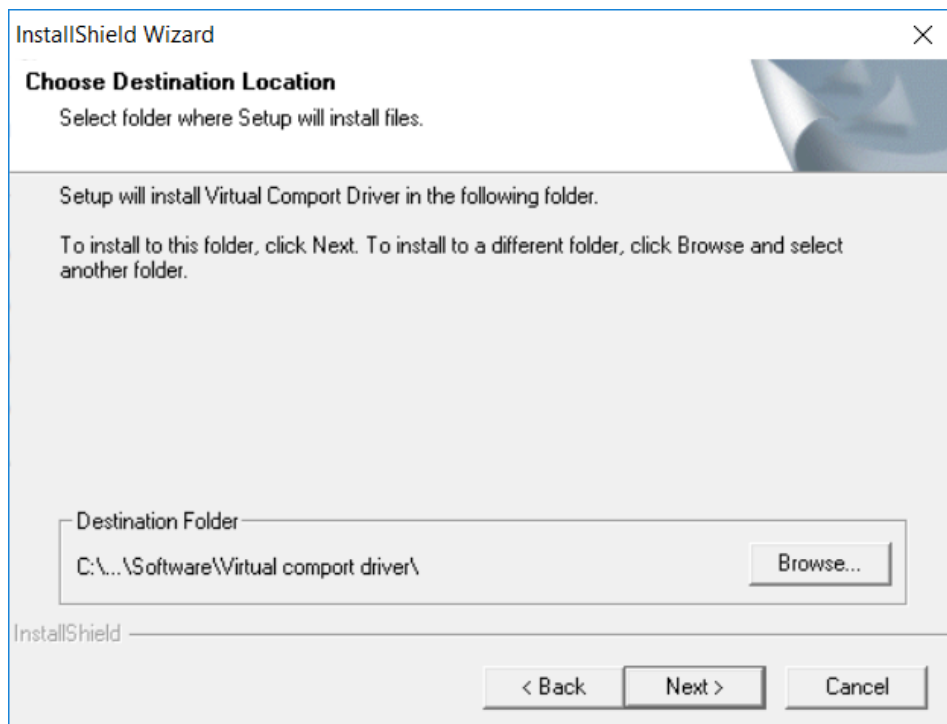 InstallShield Wizard
Choose Destination Location
Select folder where Setup will install files.
Setup will install Virtual Comport Driver in the following folder.
To install to this folder, click Next. To install to a different folder, click Browse and select
another folder.
Destination Folder
C:\...\Software\Virtual comport driver\
Browse...
InstallShield
< Back
Next >
Cancel